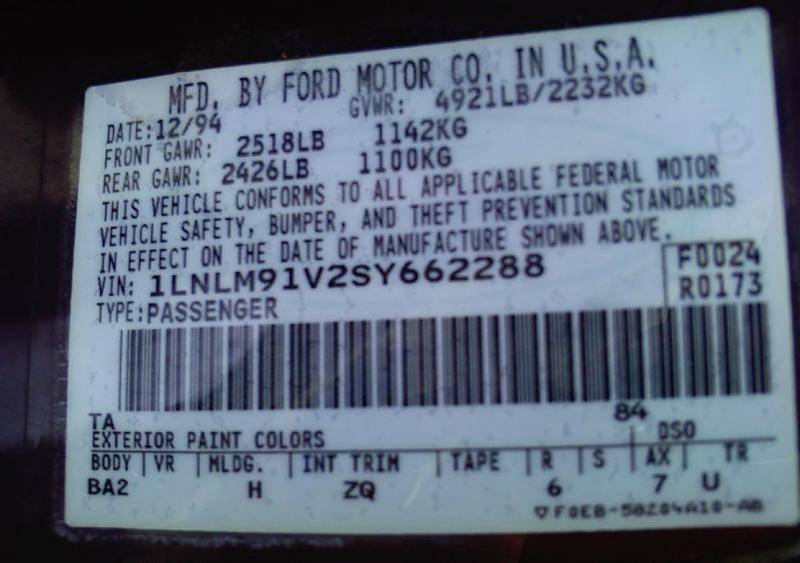 MFD. BY FORD MOTOR CO. IN U.S.A.
DATE:12/94 GVWR: 4921LB/2232KG
FRONT GAWR: 2518LB 1142KG
REAR GAWR: 2426LB 1100KG
THIS VEHICLE CONFORMS TO ALL APPLICABLE FEDERAL MOTOR
VEHICLE SAFETY, BUMPER, AND THEFT PREVENTION STANDARDS
IN EFFECT ON THE DATE OF MANUFACTURE SHOWN ABOVE.
VIN: 1LNLM91V2SY662288 F0024
TYPE:PASSENGER R0173
TA 84
EXTERIOR PAINT COLORS DSO
BODY VR MLDG. INT TRIM TAPE R S AX TR
BA2 H ZQ 6 7 U
▽F0EB-50204A10-AB